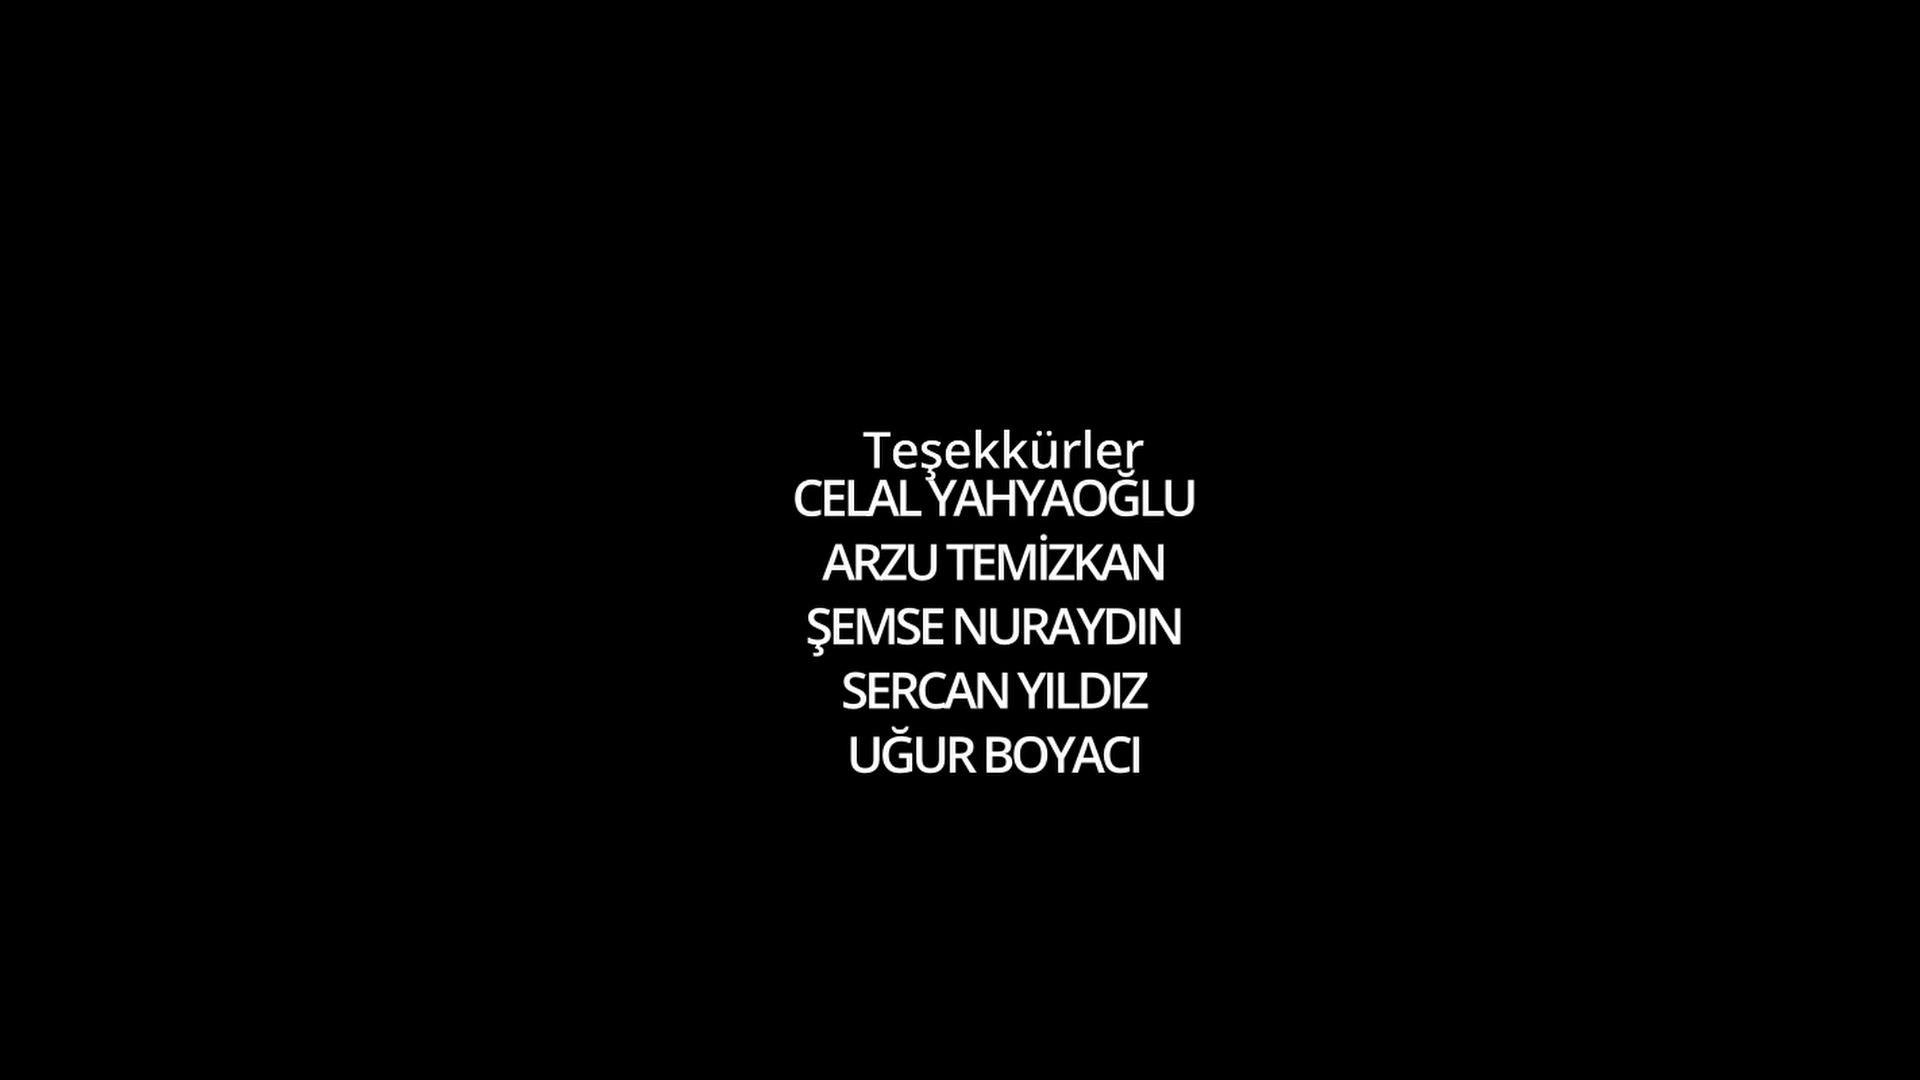 Teşekkürler
CELAL YAHYAOĞLU
ARZU TEMİZKAN
ŞEMSE NURAYDIN
SERCAN YILDIZ
UĞUR BOYACI